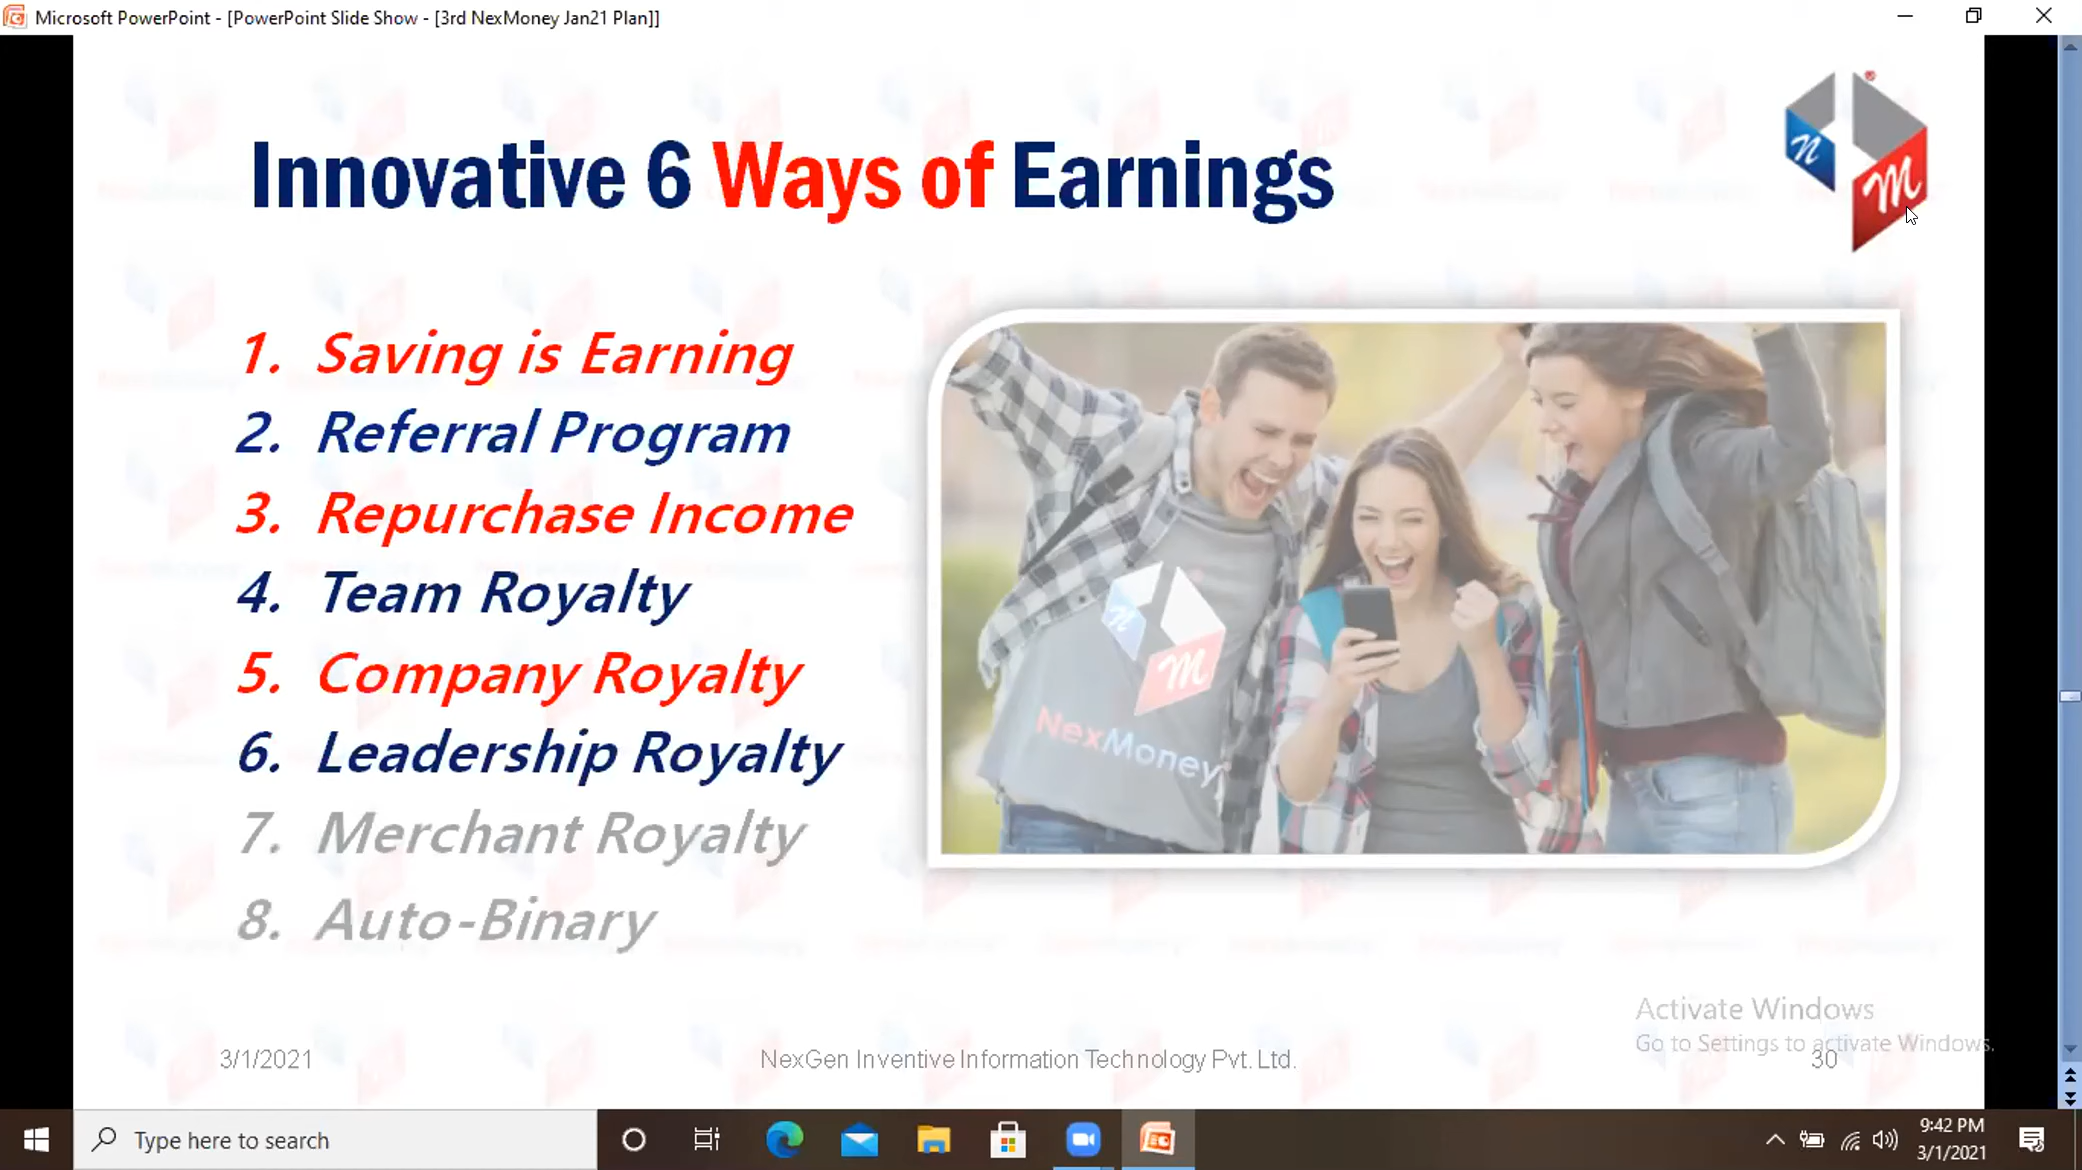 Microsoft PowerPoint - [PowerPoint Slide Show - [3rd NexMoney Jan21 Plan]]
Innovative 6 Ways of Earnings
n
M
1. Saving is Earning
2. Referral Program
3. Repurchase Income
4. Team Royalty
5. Company Royalty
6. Leadership Royalty
7. Merchant Royalty
8. Auto-Binary
n
M
NexMoney
Activate Windows
Go to Settings to activate Windows.
3/1/2021
NexGen Inventive Information Technology Pvt. Ltd.
30
Type here to search
9:42 PM
3/1/2021